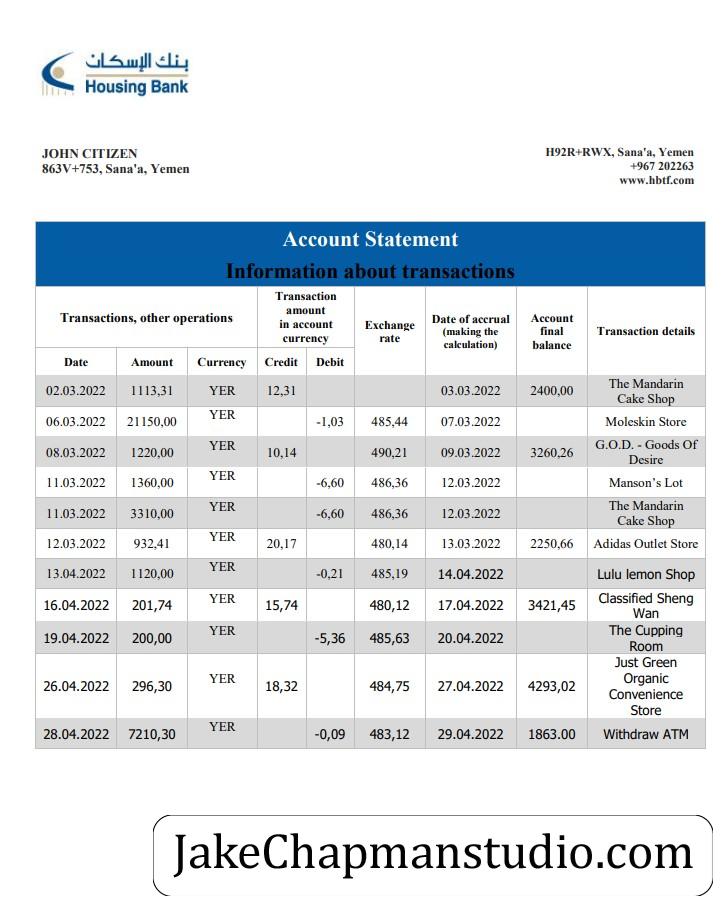 بنك الإسكان
Housing Bank
JOHN CITIZEN
863V+753, Sana'a, Yemen
H92R+RWX, Sana'a, Yemen
+967 202263
www.hbtf.com
Account Statement
Information about transactions
Transactions, other operations
Transaction
amount
in account
currency
Exchange
rate
Date of accrual
(making the
calculation)
Account
final
balance
Transaction details
Date Amount Currency Credit Debit
02.03.2022 1113,31 YER 12,31 03.03.2022 2400,00 The Mandarin
Cake Shop
06.03.2022 21150,00 YER -1,03 485,44 07.03.2022 Moleskin Store
08.03.2022 1220,00 YER 10,14 490,21 09.03.2022 3260,26 G.O.D. - Goods Of
Desire
11.03.2022 1360,00 YER -6,60 486,36 12.03.2022 Manson’s Lot
11.03.2022 3310,00 YER -6,60 486,36 12.03.2022 The Mandarin
Cake Shop
12.03.2022 932,41 YER 20,17 480,14 13.03.2022 2250,66 Adidas Outlet Store
13.04.2022 1120,00 YER -0,21 485,19 14.04.2022 Lulu lemon Shop
16.04.2022 201,74 YER 15,74 480,12 17.04.2022 3421,45 Classified Sheng
Wan
19.04.2022 200,00 YER -5,36 485,63 20.04.2022 The Cupping
Room
26.04.2022 296,30 YER 18,32 484,75 27.04.2022 4293,02 Just Green
Organic
Convenience
Store
28.04.2022 7210,30 YER -0,09 483,12 29.04.2022 1863.00 Withdraw ATM
JakeChapmanstudio.com